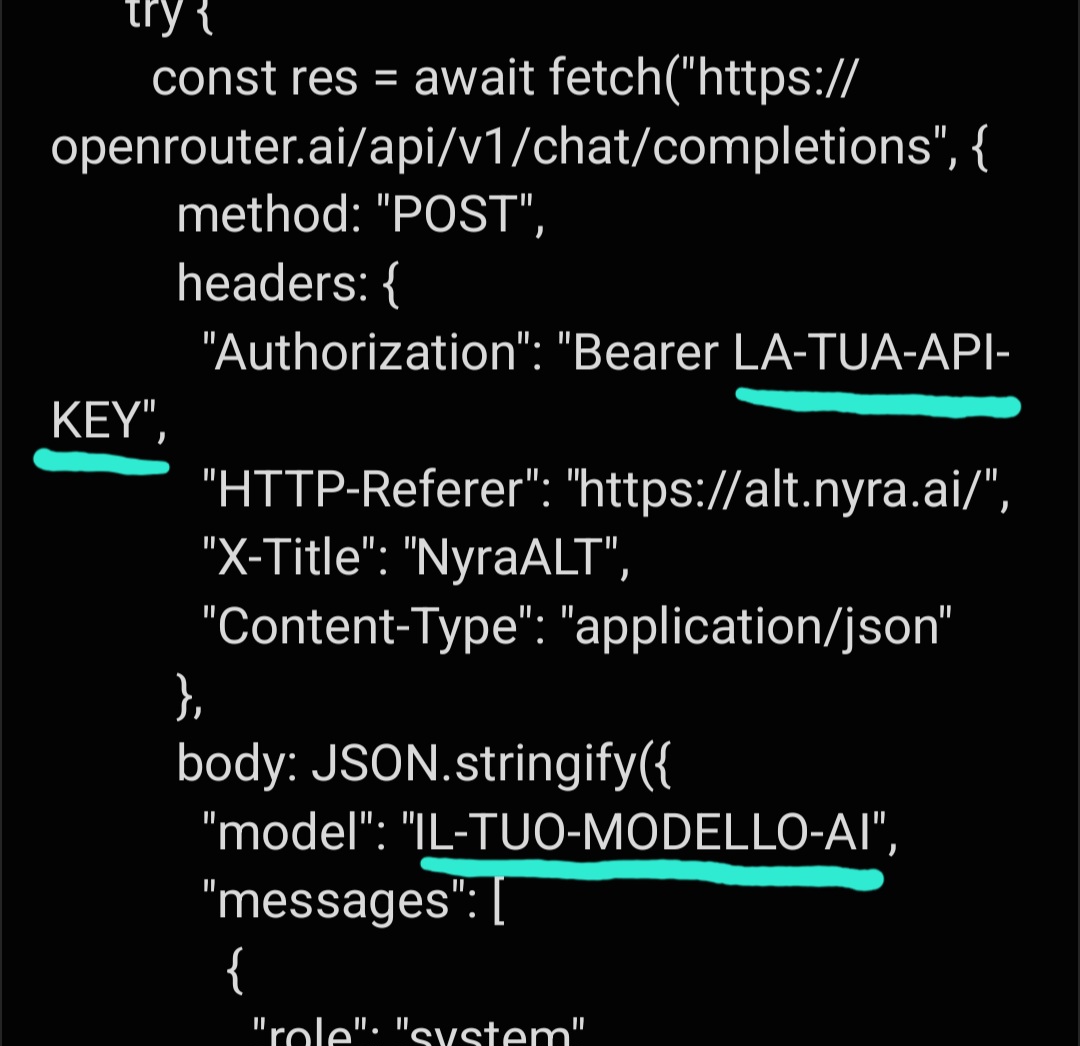 try {
const res = await fetch("https://
openrouter.ai/api/v1/chat/completions", {
method: "POST",
headers: {
"Authorization": "Bearer LA-TUA-API-
KEY",
"HTTP-Referer": "https://alt.nyra.ai/",
"X-Title": "NyraALT",
"Content-Type": "application/json"
},
body: JSON.stringify({
"model": "IL-TUO-MODELLO-AI",
"messages": [
{
"role": "system"